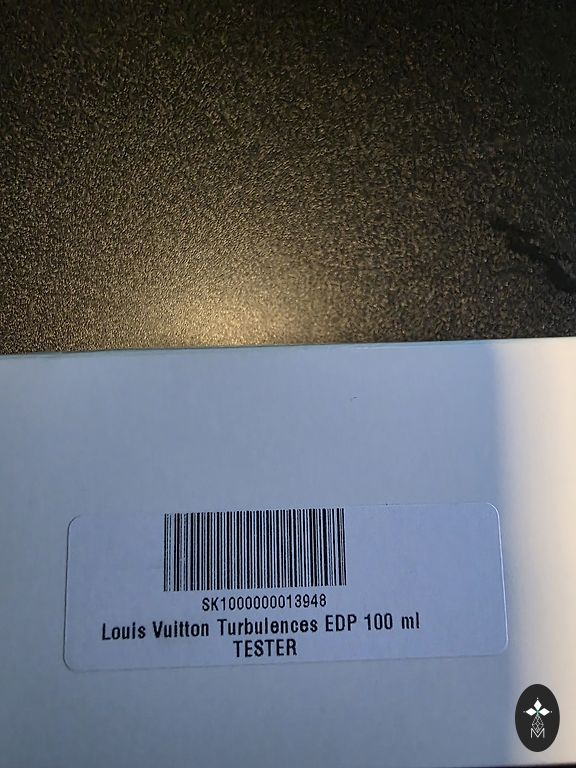 SK1000000013948
Louis Vuitton Turbulences EDP 100 ml
TESTER
M